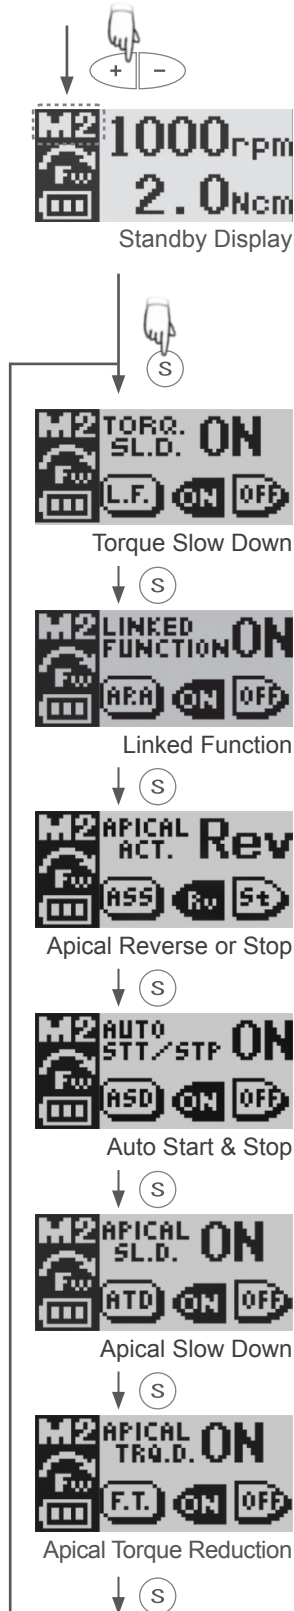 + -
M2 1000rpm
Fw 2.0Ncm
Standby Display
S
M2 TORQ. SL.D. ON
Fw L.F. ON OFF
Torque Slow Down
S
M2 LINKED FUNCTION ON
Fw AP.A ON OFF
Linked Function
S
M2 APICAL ACT. Rev
Fw ASS Rv St
Apical Reverse or Stop
S
M2 AUTO STT/STP ON
Fw ASD ON OFF
Auto Start & Stop
S
M2 APICAL SL.D. ON
Fw ATD ON OFF
Apical Slow Down
S
M2 APICAL TRQ.D. ON
Fw F.T. ON OFF
Apical Torque Reduction
S